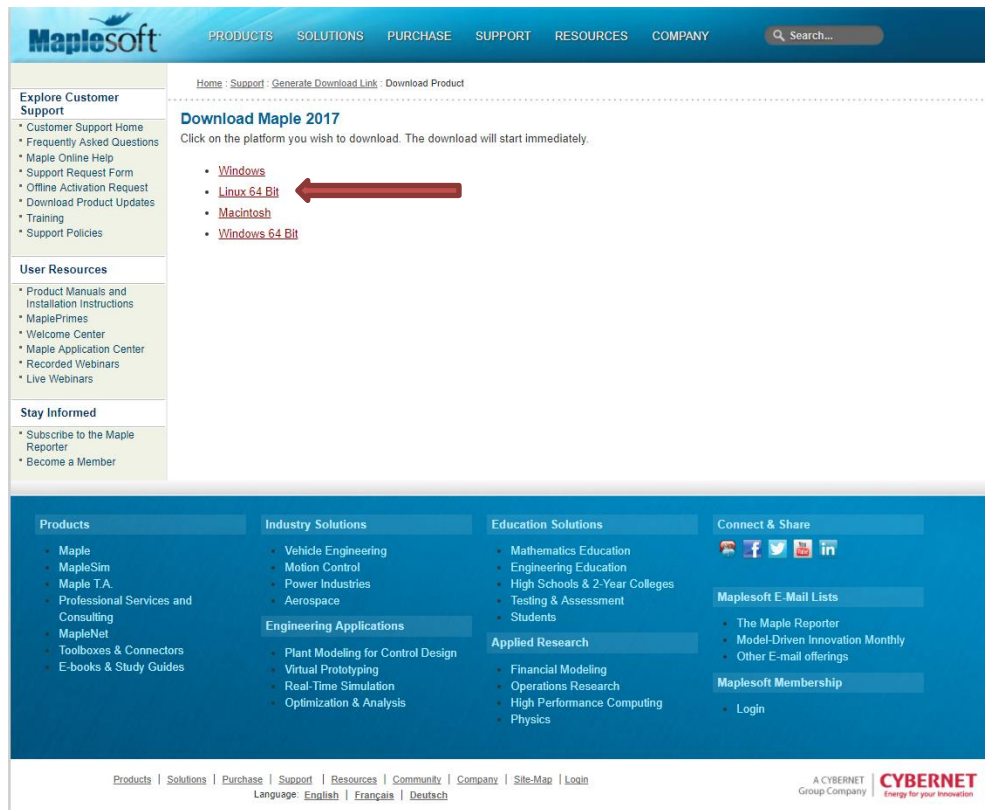 Maplesoft
PRODUCTS SOLUTIONS PURCHASE SUPPORT RESOURCES COMPANY
Search...
Home : Support : Generate Download Link : Download Product
Explore Customer
Support
Customer Support Home
Frequently Asked Questions
Maple Online Help
Support Request Form
Offline Activation Request
Download Product Updates
Training
Support Policies
User Resources
Product Manuals and
Installation Instructions
MaplePrimes
Welcome Center
Maple Application Center
Recorded Webinars
Live Webinars
Stay Informed
Subscribe to the Maple
Reporter
Become a Member
Download Maple 2017
Click on the platform you wish to download. The download will start immediately.
Windows
Linux 64 Bit
Macintosh
Windows 64 Bit
Products
Maple
MapleSim
Maple T.A.
Professional Services and
Consulting
MapleNet
Toolboxes & Connectors
E-books & Study Guides
Industry Solutions
Vehicle Engineering
Motion Control
Power Industries
Aerospace
Engineering Applications
Plant Modeling for Control Design
Virtual Prototyping
Real-Time Simulation
Optimization & Analysis
Education Solutions
Mathematics Education
Engineering Education
High Schools & 2-Year Colleges
Testing & Assessment
Students
Applied Research
Financial Modeling
Operations Research
High Performance Computing
Physics
Connect & Share
Maplesoft E-Mail Lists
The Maple Reporter
Model-Driven Innovation Monthly
Other E-mail offerings
Maplesoft Membership
Login
Products | Solutions | Purchase | Support | Resources | Community | Company | Site-Map | Login
Language: English | Français | Deutsch
A CYBERNET
Group Company
CYBERNET
Energy for your Innovation